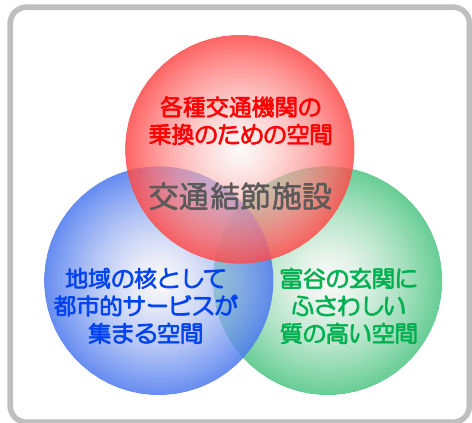 各種交通機関の
乗換のための空間
交通結節施設
地域の核として
都市的サービスが
集まる空間
富谷の玄関に
ふさわしい
質の高い空間